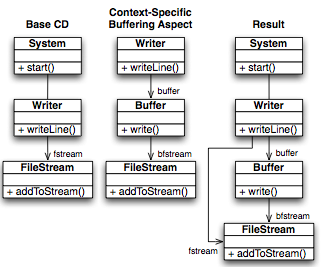 Base CD
System
+ start()
Writer
+ writeLine()
fstream
FileStream
+ addToStream()
Context-Specific
Buffering Aspect
Writer
+ writeLine()
buffer
Buffer
+ write()
bfstream
FileStream
+ addToStream()
Result
System
+ start()
Writer
+ writeLine()
buffer
Buffer
+ write()
bfstream
FileStream
+ addToStream()
fstream